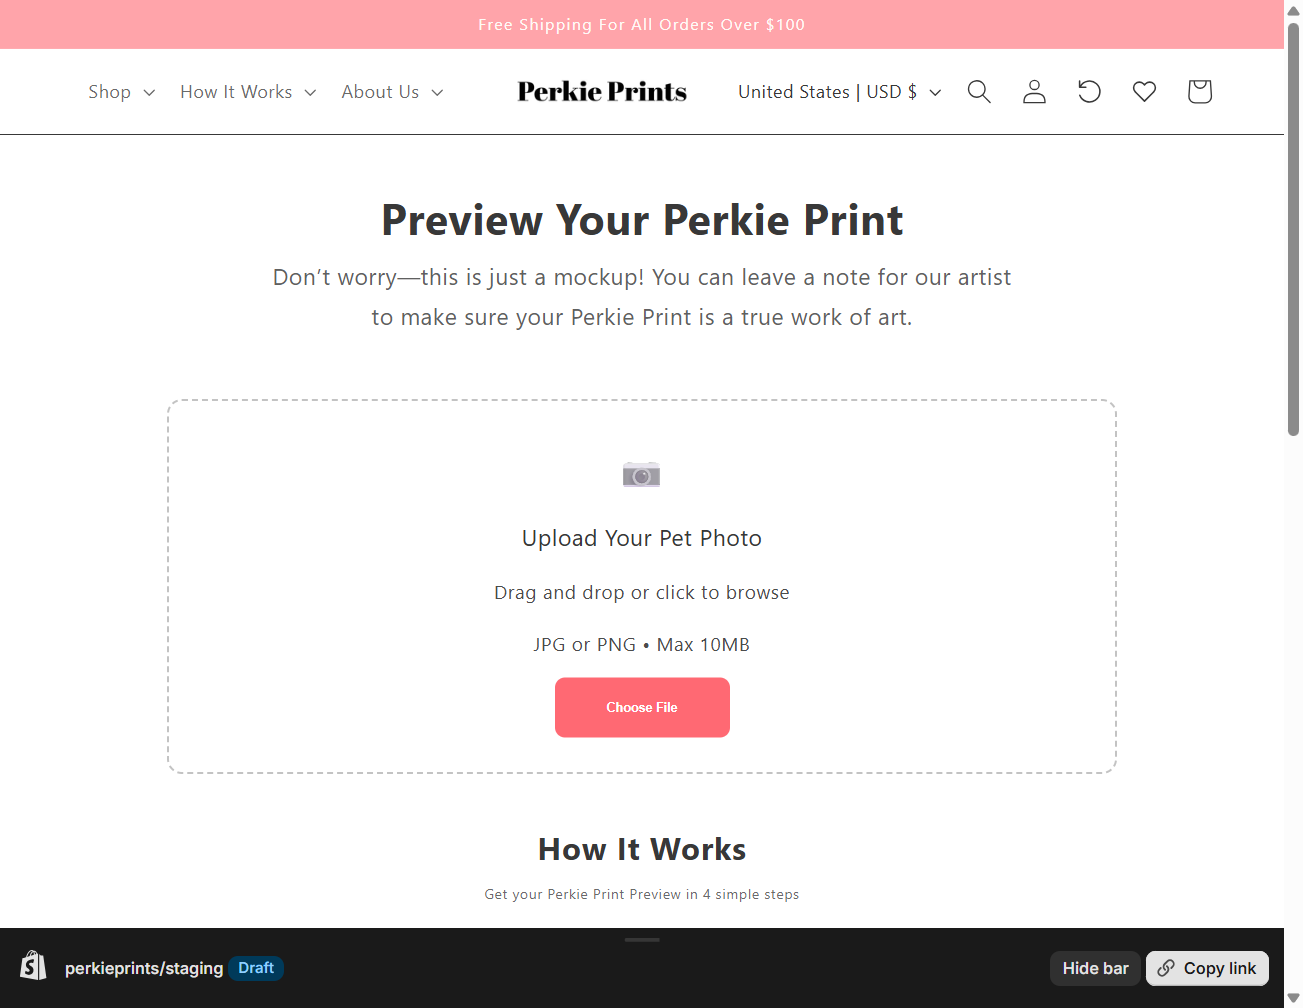 Free Shipping For All Orders Over $100
Shop
How It Works
About Us
Perkie Prints
United States | USD $
Preview Your Perkie Print
Don’t worry—this is just a mockup! You can leave a note for our artist
to make sure your Perkie Print is a true work of art.
Upload Your Pet Photo
Drag and drop or click to browse
JPG or PNG • Max 10MB
Choose File
How It Works
Get your Perkie Print Preview in 4 simple steps
perkieprints/staging
Draft
Hide bar
Copy link